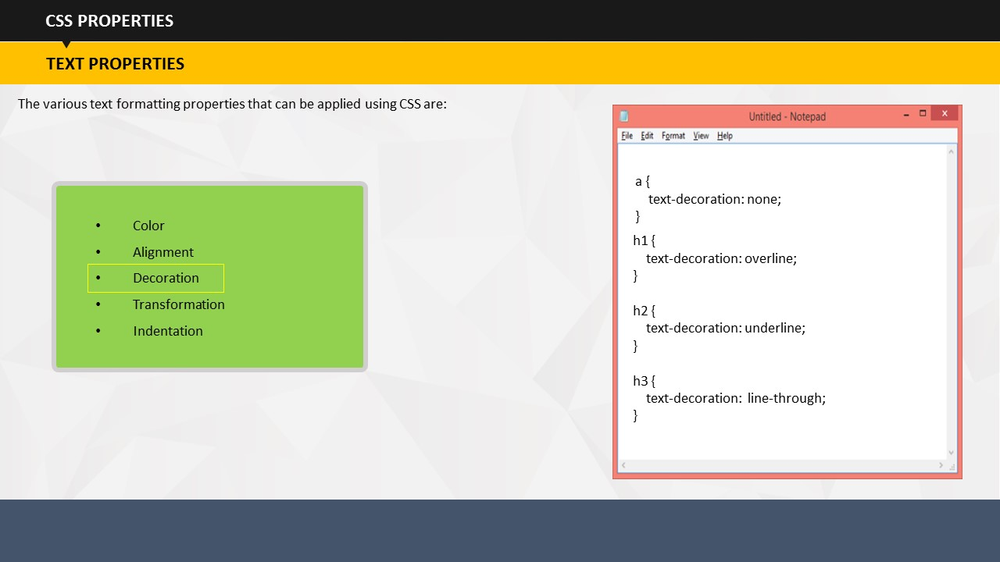 CSS PROPERTIES
TEXT PROPERTIES
The various text formatting properties that can be applied using CSS are:
• Color
• Alignment
• Decoration
• Transformation
• Indentation
Untitled - Notepad
File Edit Format View Help
a {
text-decoration: none;
}
h1 {
text-decoration: overline;
}
h2 {
text-decoration: underline;
}
h3 {
text-decoration: line-through;
}